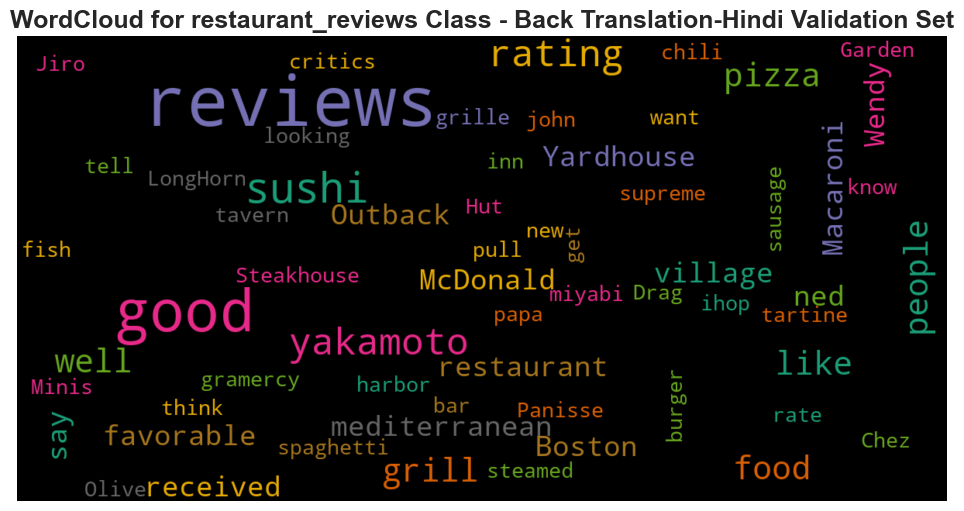 WordCloud for restaurant_reviews Class - Back Translation-Hindi Validation Set
Jiro critics rating chili Garden
reviews grille john want pizza Wendy
looking
tell LongHorn sushi inn Yardhouse supreme sausage Macaroni know
tavern Outback Hut
fish pull new get people
Steakhouse McDonald miyabi Drag village ihop ned
good papa tartine
yakamoto
well restaurant like
Minis gramercy harbor
think bar Panisse burger rate
say favorable mediterranean
spaghetti Boston Chez
grill steamed food
Olive received